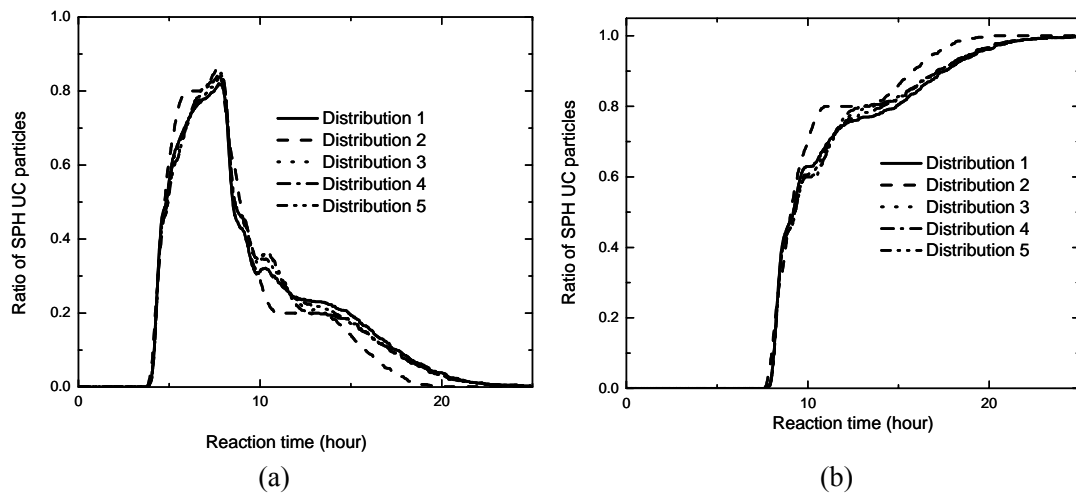 1.0
0.8
0.6
0.4
0.2
0.0
Ratio of SPH UC particles
Distribution 1
Distribution 2
Distribution 3
Distribution 4
Distribution 5
0
10
20
Reaction time (hour)
(a)
1.0
0.8
0.6
0.4
0.2
0.0
Ratio of SPH UC particles
Distribution 1
Distribution 2
Distribution 3
Distribution 4
Distribution 5
0
10
20
Reaction time (hour)
(b)